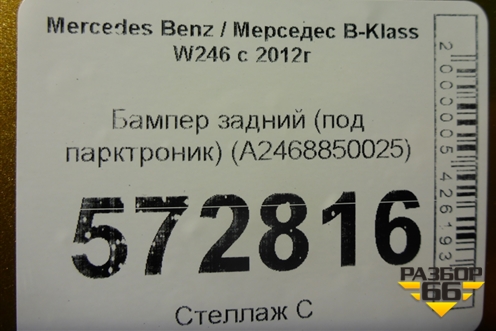 Mercedes Benz / Мерседес B-Klass
W246 с 2012г
Бампер задний (под
парктроник) (A2468850025)
572816
Стеллаж С
2000005426193
РАЗБОР
66